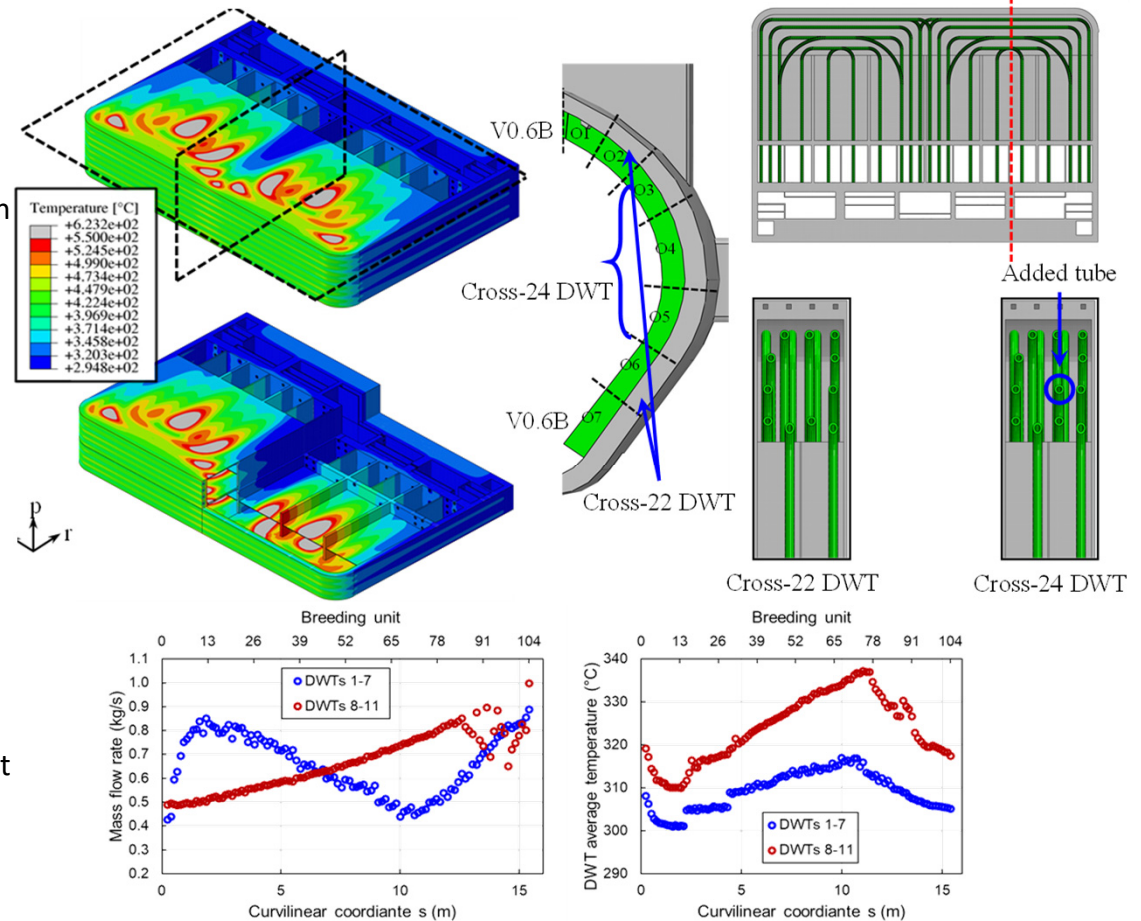 n
Temperature [°C]
+6.232e+02
+5.500e+02
+5.245e+02
+4.990e+02
+4.734e+02
+4.479e+02
+4.224e+02
+3.969e+02
+3.714e+02
+3.458e+02
+3.203e+02
+2.948e+02
p
r
V0.6B
O1
O2
O3
O4
Cross-24 DWT
O5
O6
V0.6B
O7
Cross-22 DWT
Added tube
Cross-22 DWT
Cross-24 DWT
t
Breeding unit
0 13 26 39 52 65 78 91 104
Mass flow rate (kg/s)
1.1
1.0
0.9
0.8
0.7
0.6
0.5
0.4
0.3
0.2
DWTs 1-7
DWTs 8-11
0 5 10 15
Curvilinear coordiante s (m)
Breeding unit
0 13 26 39 52 65 78 91 104
DWT average temperature (°C)
340
330
320
310
300
290
DWTs 1-7
DWTs 8-11
0 5 10 15
Curvilinear coordiante s (m)